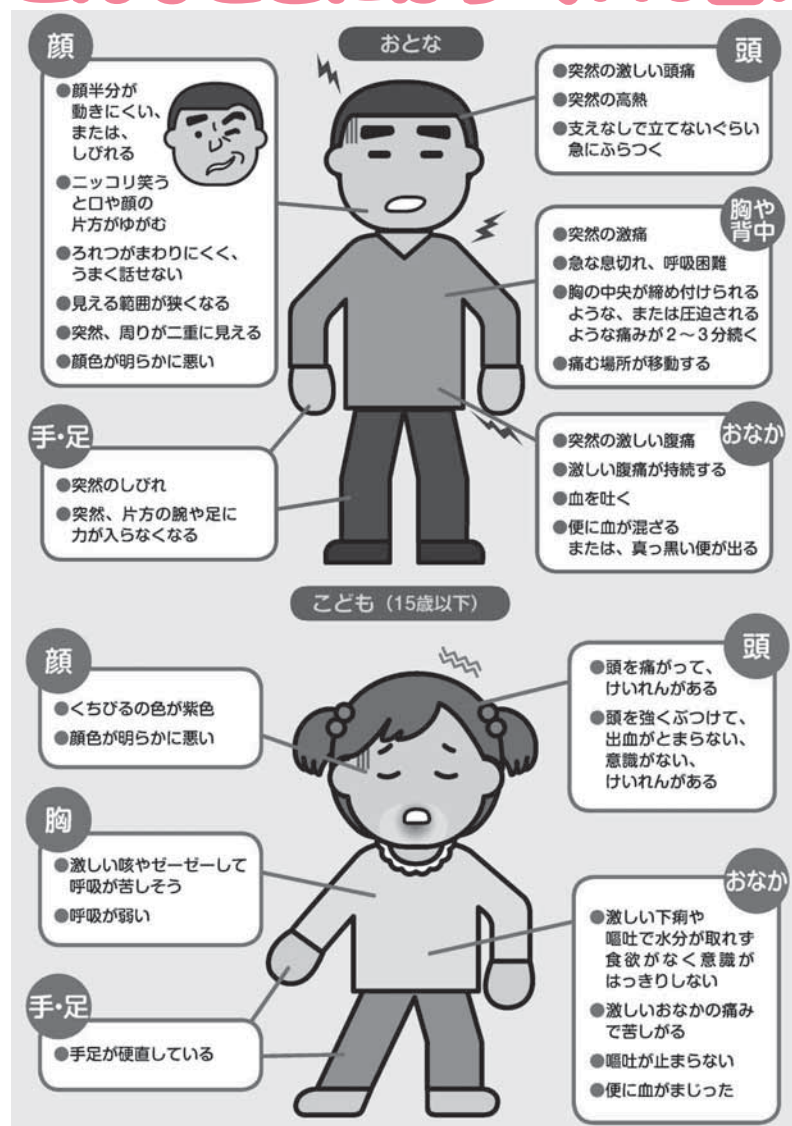 おとな
顔
●顔半分が
動きにくい、
または、
しびれる
●ニッコリ笑う
と口や顔の
片方がゆがむ
●ろれつがまわりにくく、
うまく話せない
●見える範囲が狭くなる
●突然、周りが二重に見える
●顔色が明らかに悪い
手・足
●突然のしびれ
●突然、片方の腕や足に
力が入らなくなる
頭
●突然の激しい頭痛
●突然の高熱
●支えなしで立てないぐらい
急にふらつく
胸や
背中
●突然の激痛
●急な息切れ、呼吸困難
●胸の中央が締め付けられる
ような、または圧迫される
ような痛みが2～3分続く
●痛む場所が移動する
おなか
●突然の激しい腹痛
●激しい腹痛が持続する
●血を吐く
●便に血が混ざる
または、真っ黒い便が出る
こども（15歳以下）
顔
●くちびるの色が紫色
●顔色が明らかに悪い
胸
●激しい咳やゼーゼーして
呼吸が苦しそう
●呼吸が弱い
手・足
●手足が硬直している
頭
●頭を痛がって、
けいれんがある
●頭を強くぶつけて、
出血がとまらない、
意識がない、
けいれんがある
おなか
●激しい下痢や
嘔吐で水分が取れず
食欲がなく意識が
はっきりしない
●激しいおなかの痛み
で苦しがる
●嘔吐が止まらない
●便に血がまじった